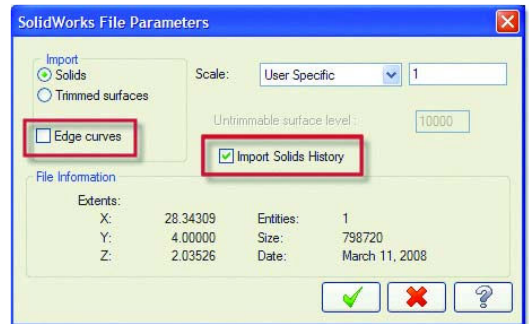 SolidWorks File Parameters
Import
Solids
Trimmed surfaces
Edge curves
Scale: User Specific 1
Untrimmable surface level : 10000
Import Solids History
File Information
Extents:
X: 28.34309 Entities: 1
Y: 4.00000 Size: 798720
Z: 2.03526 Date: March 11, 2008